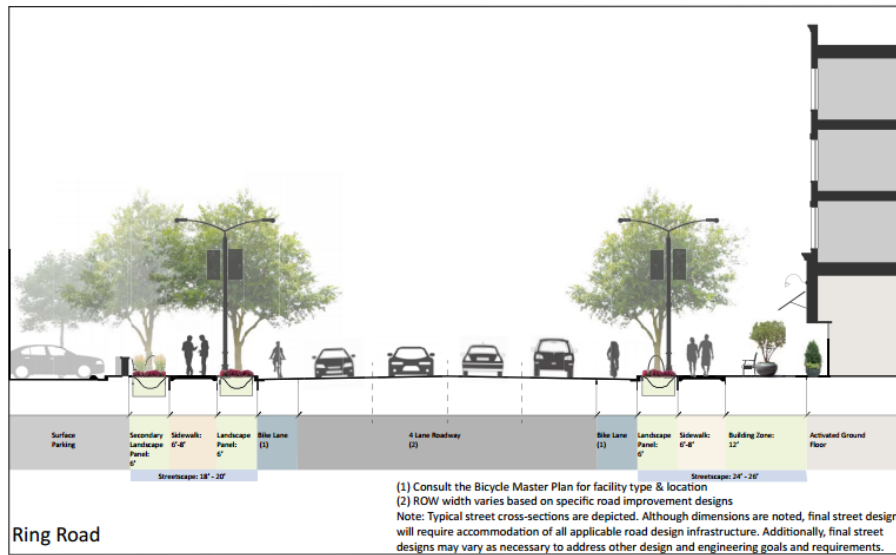 Surface
Parking
Secondary
Landscape
Panel:
6'
Sidewalk:
6'-8'
Landscape
Panel:
6'
Bike Lane
(1)
4 Lane Roadway
(2)
Bike Lane
(1)
Landscape
Panel:
6'
Sidewalk:
6'-8'
Building Zone:
12'
Activated Ground
Floor
Streetscape: 18' - 20'
Streetscape: 24' - 26'
(1) Consult the Bicycle Master Plan for facility type & location
(2) ROW width varies based on specific road improvement designs
Note: Typical street cross-sections are depicted. Although dimensions are noted, final street design
will require accommodation of all applicable road design infrastructure. Additionally, final street
designs may vary as necessary to address other design and engineering goals and requirements.
Ring Road